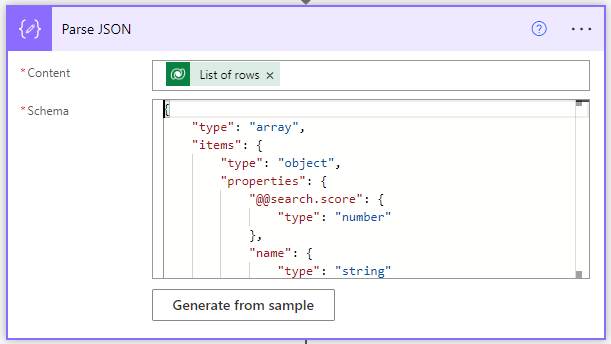 Parse JSON
* Content
List of rows ×
* Schema
{
"type": "array",
"items": {
"type": "object",
"properties": {
"@@search.score": {
"type": "number"
},
"name": {
"type": "string"
Generate from sample